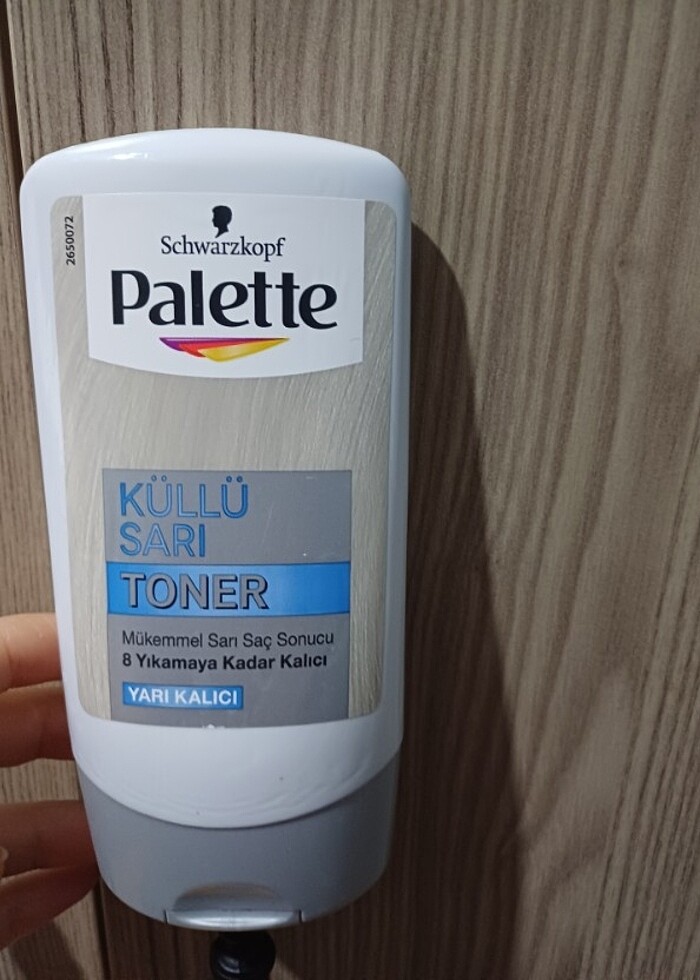 2650072
Schwarzkopf
Palette
KÜLLÜ
SARI
TONER
Mükemmel Sarı Saç Sonucu
8 Yıkamaya Kadar Kalıcı
YARI KALICI